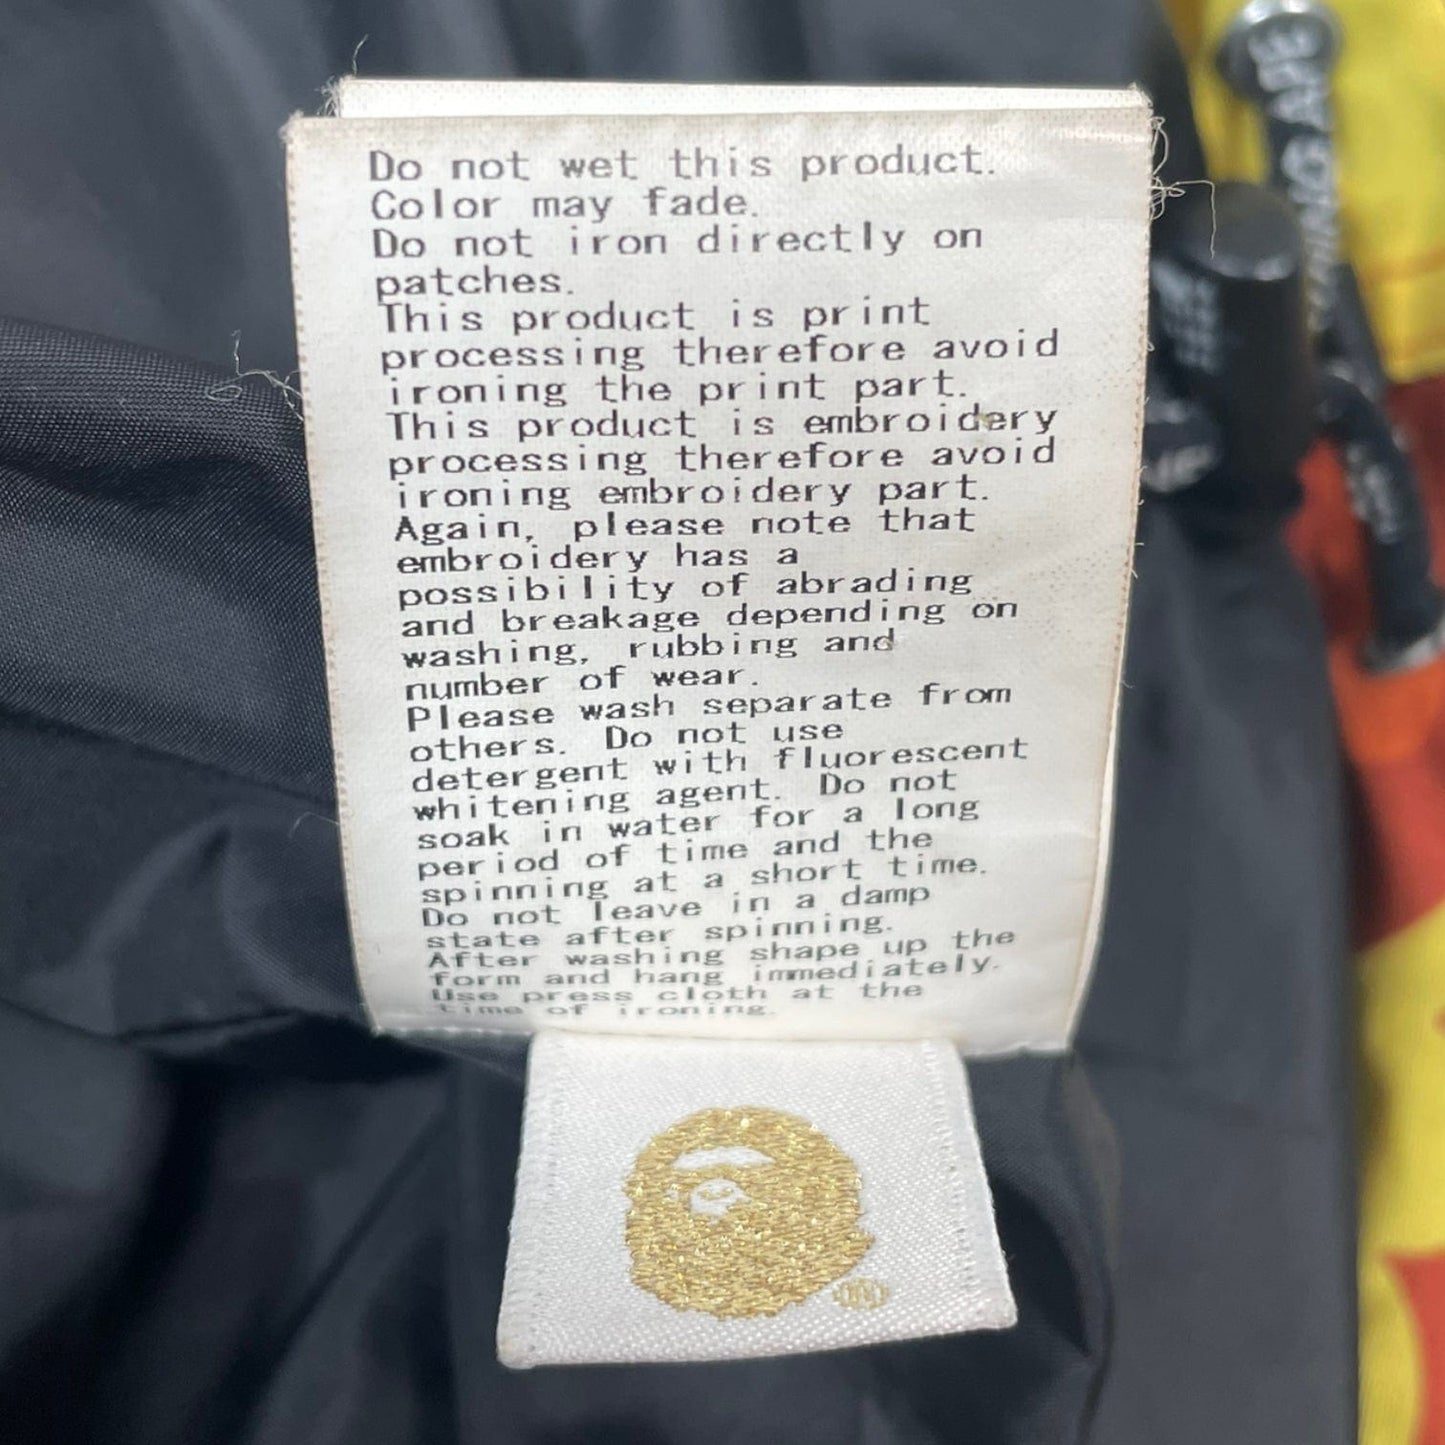 Do not wet this product.
Color may fade.
Do not iron directly on
patches.
This product is print
processing therefore avoid
ironing the print part.
This product is embroidery
processing therefore avoid
ironing embroidery part.
Again, please note that
embroidery has a
possibility of abrading
and breakage depending on
washing, rubbing and
number of wear.
Please wash separate from
others. Do not use
detergent with fluorescent
whitening agent. Do not
soak in water for a long
period of time and the
spinning at a short time.
Do not leave in a damp
state after spinning.
After washing shape up the
form and hang immediately.
Use press cloth at the
time of ironing.